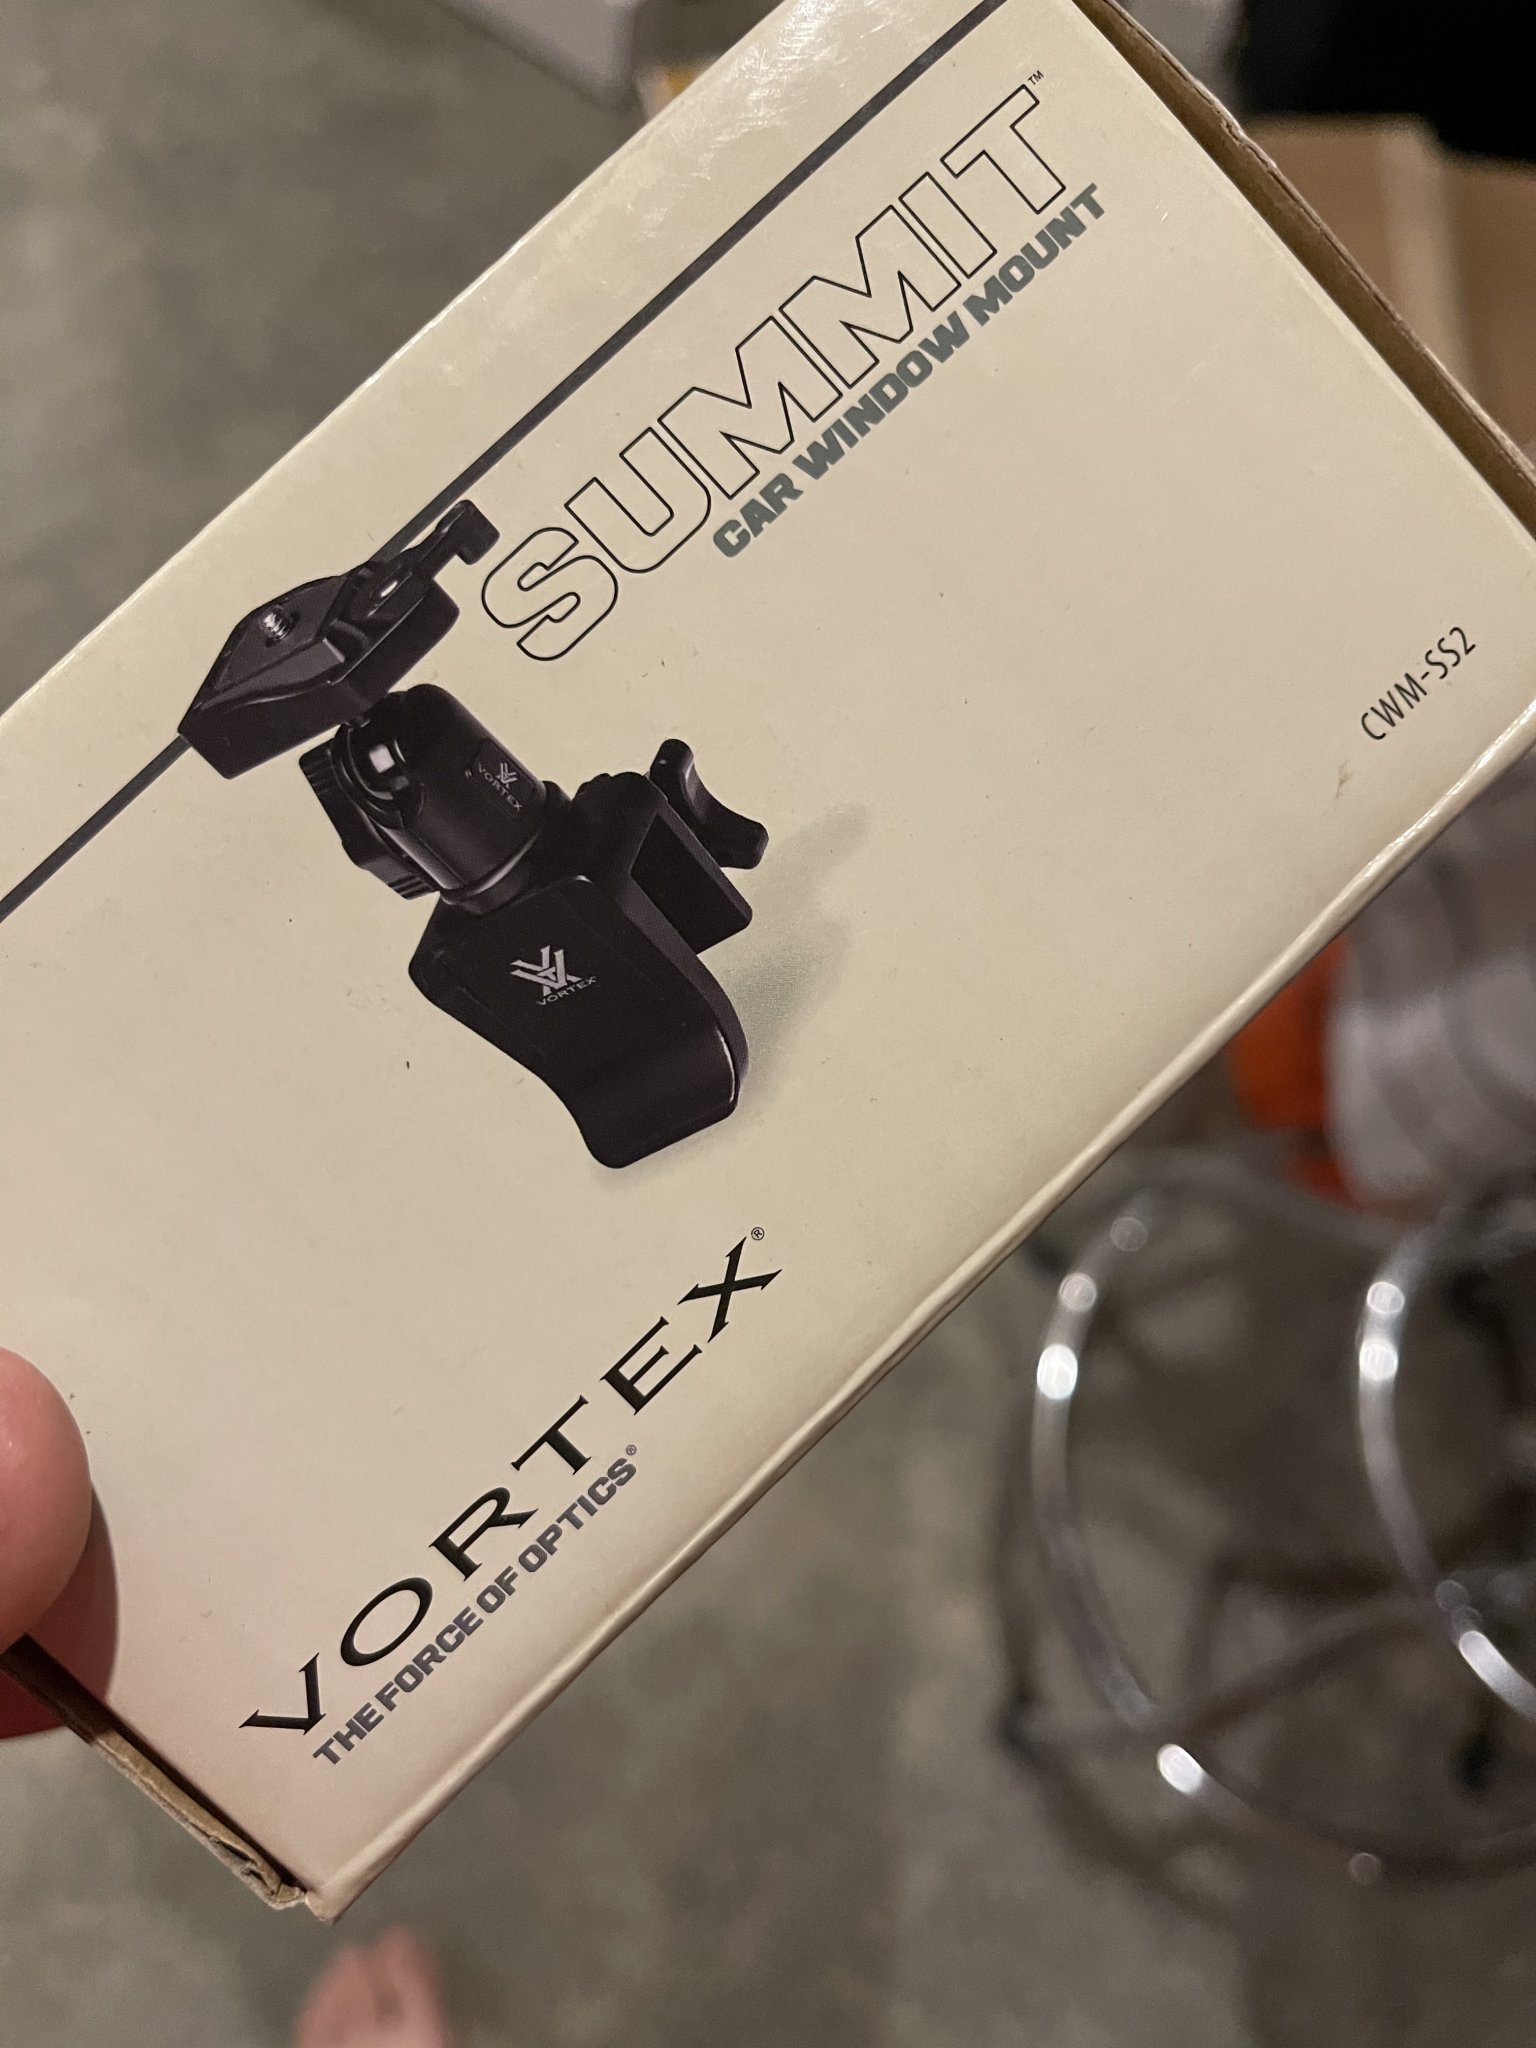 SUMMIT™
CAR WINDOW MOUNT
CWM-SS2
VORTEX
VORTEX
VORTEX®
THE FORCE OF OPTICS®